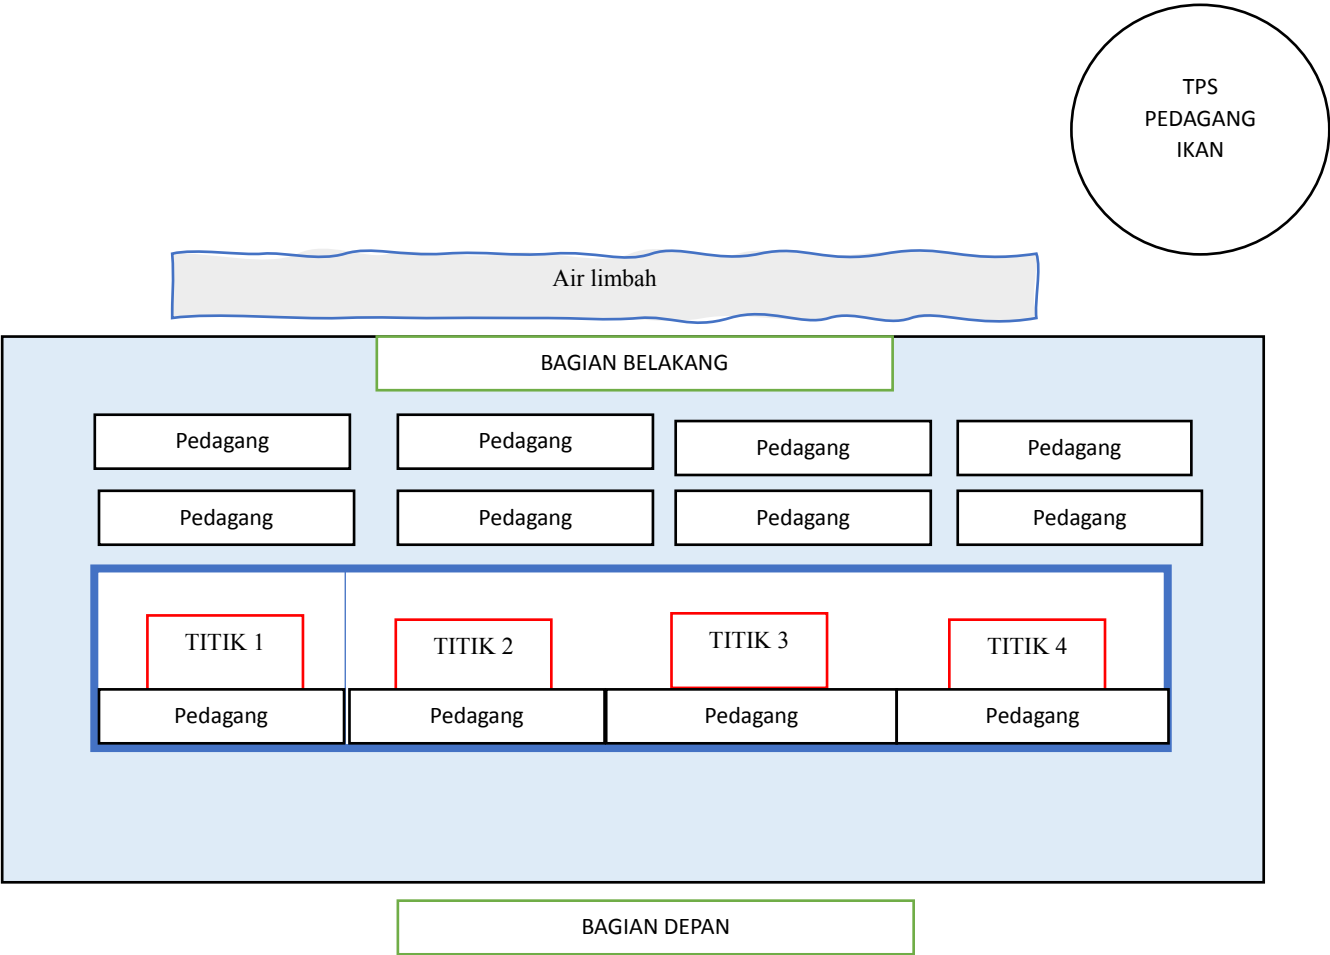 TPS
PEDAGANG
IKAN
Air limbah
BAGIAN BELAKANG
Pedagang
Pedagang
Pedagang
Pedagang
Pedagang
Pedagang
Pedagang
Pedagang
TITIK 1
TITIK 2
TITIK 3
TITIK 4
Pedagang
Pedagang
Pedagang
Pedagang
BAGIAN DEPAN